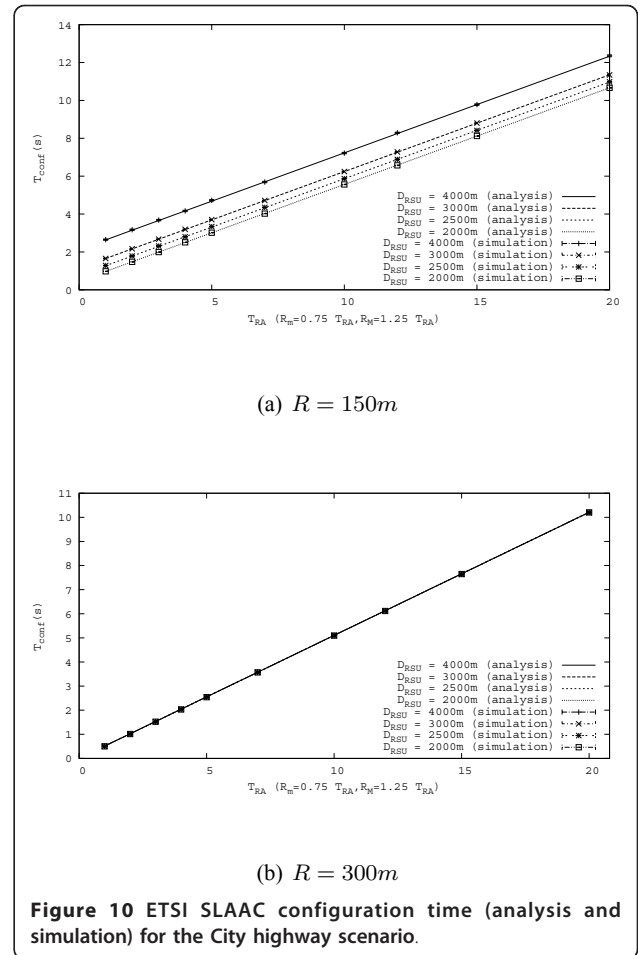 14
12
10
8
6
4
2
0
T_conf(s)
D_RSU = 4000m (analysis)
D_RSU = 3000m (analysis)
D_RSU = 2500m (analysis)
D_RSU = 2000m (analysis)
D_RSU = 4000m (simulation)
D_RSU = 3000m (simulation)
D_RSU = 2500m (simulation)
D_RSU = 2000m (simulation)
0 5 10 15 20
T_RA (R_m=0.75 T_RA,R_M=1.25 T_RA)
(a) R = 150m
11
10
9
8
7
6
5
4
3
2
1
0
T_conf(s)
D_RSU = 4000m (analysis)
D_RSU = 3000m (analysis)
D_RSU = 2500m (analysis)
D_RSU = 2000m (analysis)
D_RSU = 4000m (simulation)
D_RSU = 3000m (simulation)
D_RSU = 2500m (simulation)
D_RSU = 2000m (simulation)
0 5 10 15 20
T_RA (R_m=0.75 T_RA,R_M=1.25 T_RA)
(b) R = 300m
Figure 10 ETSI SLAAC configuration time (analysis and
simulation) for the City highway scenario.